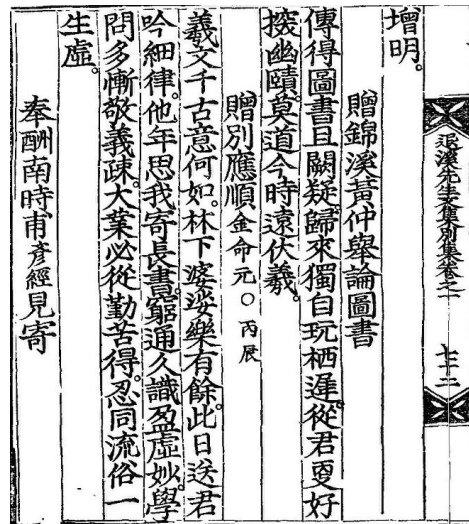 退溪先生文集別集卷之一 七十二
增明。
贈錦溪黃仲擧論圖書
傳得圖書且闕疑。歸來獨自玩栖遲。從君更好
探幽賾。莫道今時遠伏羲。
贈別應順 金命元○丙辰
羲文千古意何如。林下婆娑樂有餘。此日送君
吟細律。他年思我寄長書。窮通久識盈虛妙。學
問多慚敬義疎。大業必從勤苦得。忍同流俗一
生虛。
奉酬南時甫 彦經 見寄